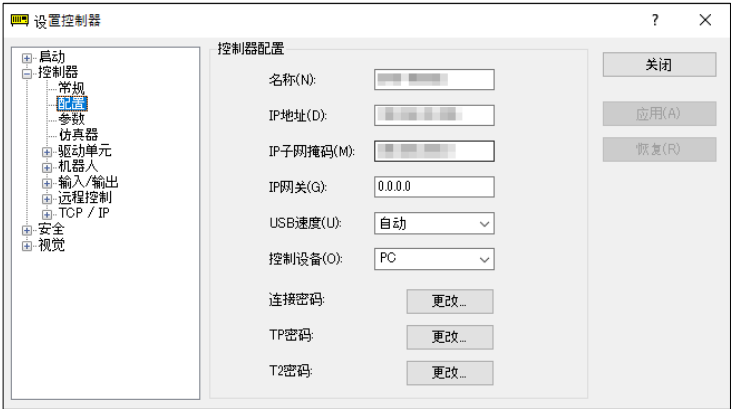 设置控制器
启动
控制器
常规
配置
参数
仿真器
驱动单元
机器人
输入/输出
远程控制
TCP / IP
安全
视觉
控制器配置
名称(N):
IP地址(D):
IP子网掩码(M):
IP网关(G):
0.0.0.0
USB速度(U):
自动
控制设备(O):
PC
连接密码:
更改...
TP密码:
更改...
T2密码:
更改...
关闭
应用(A)
恢复(R)